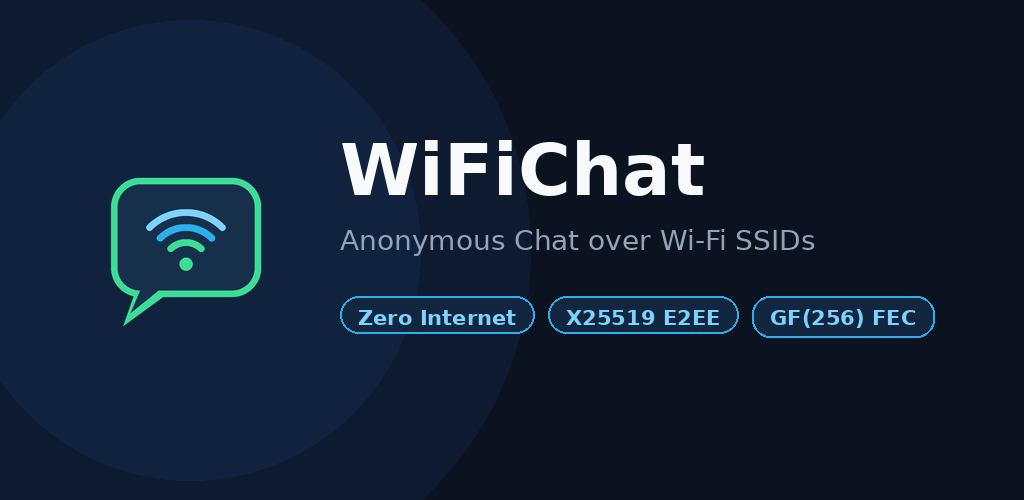 WiFiChat
Anonymous Chat over Wi-Fi SSIDs
Zero Internet X25519 E2EE GF(256) FEC